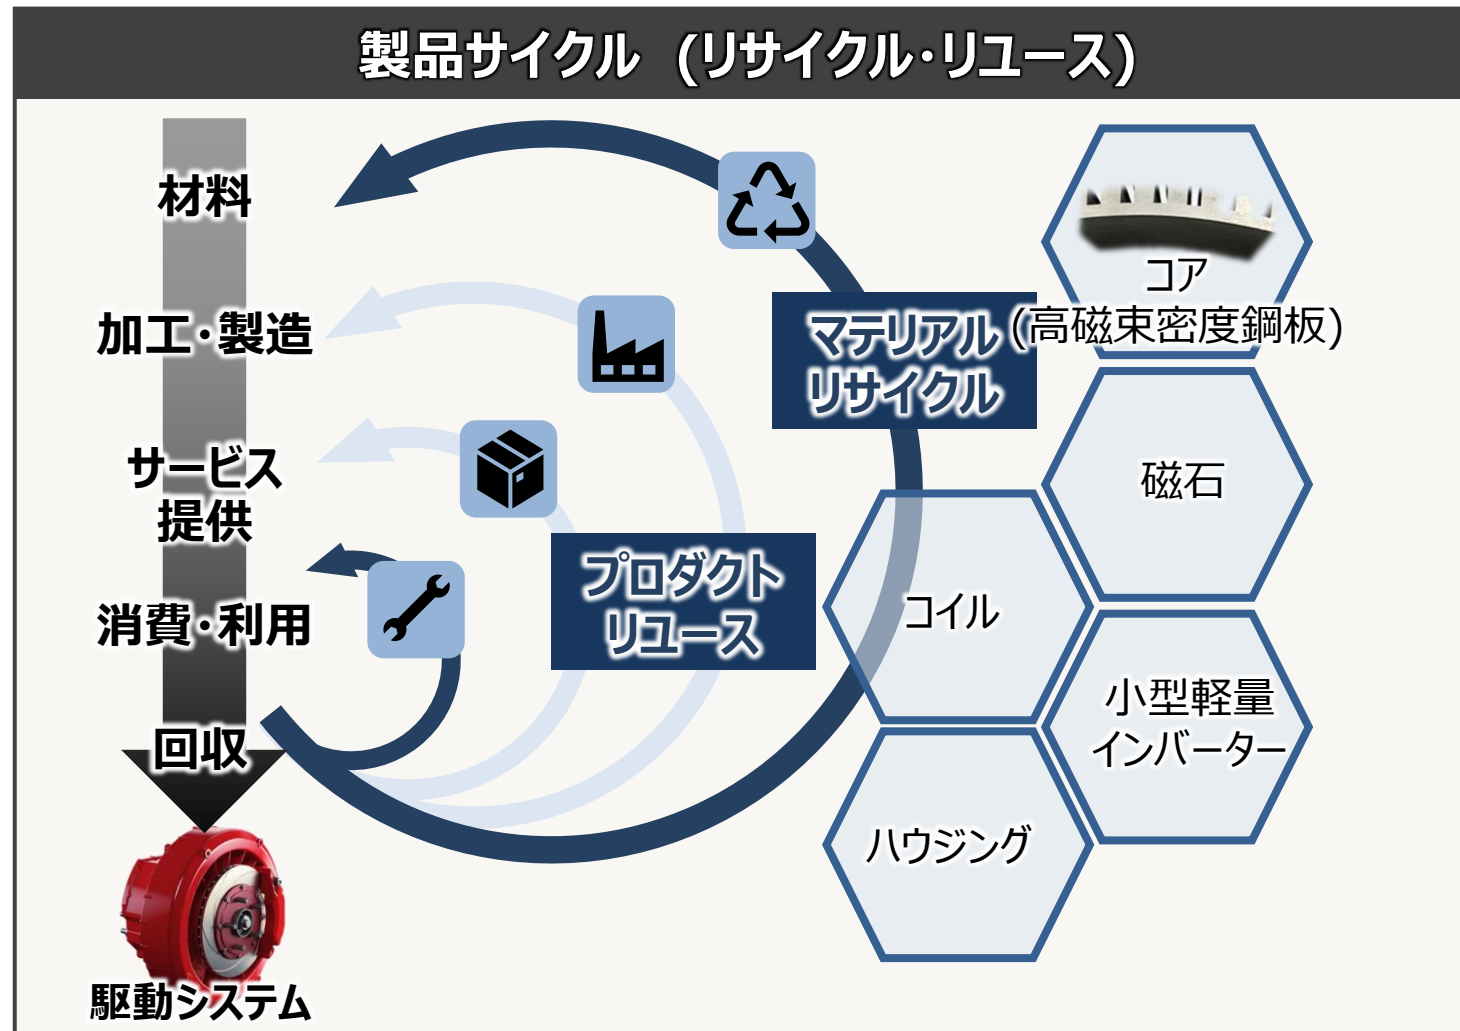 製品サイクル (リサイクル･リユース)
材料
加工･製造
サービス
提供
消費･利用
回収
駆動システム
マテリアル
リサイクル
プロダクト
リユース
コア
(高磁束密度鋼板)
磁石
コイル
小型軽量
インバーター
ハウジング